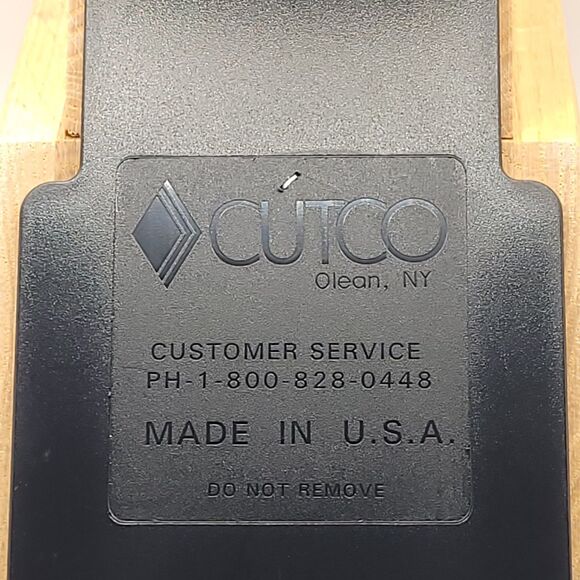 CUTCO
Olean, NY
CUSTOMER SERVICE
PH-1-800-828-0448
MADE IN U.S.A.
DO NOT REMOVE